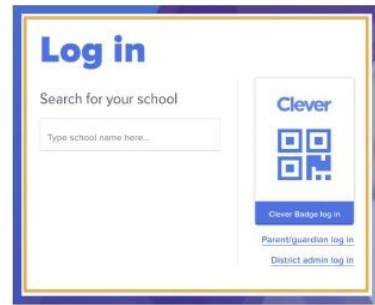 Log in
Search for your school
Type school name here...
Clever
Clever Badge log in
Parent/guardian log in
District admin log in